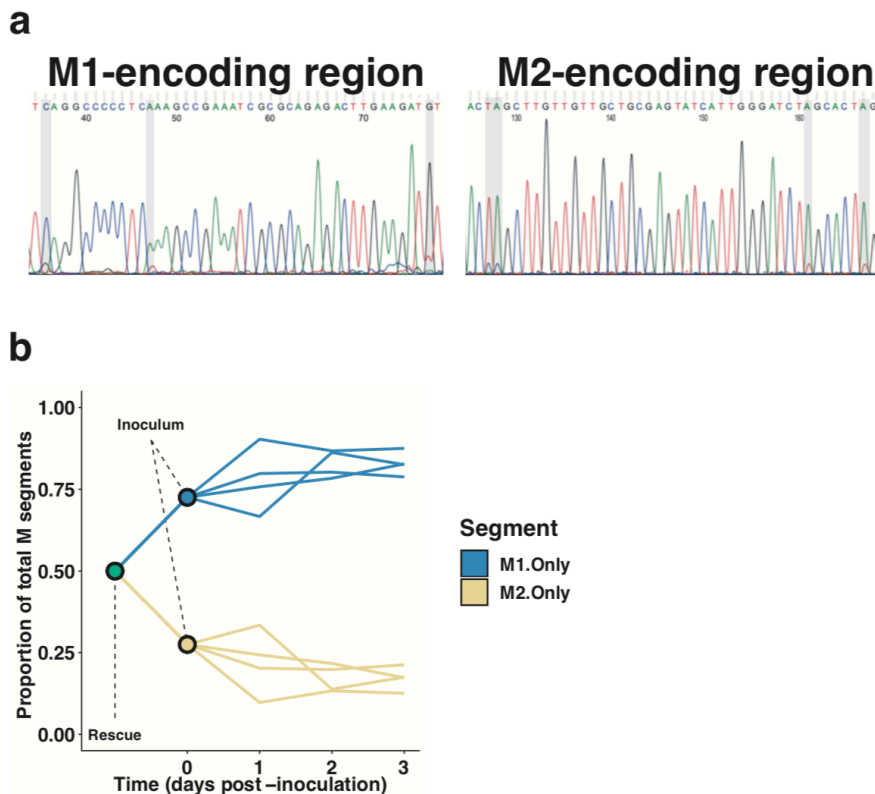 a
M1-encoding region
M2-encoding region
TCAGGCCCCCTCAAAGCCGAAATCGCGCAGAGACTTGAAGATGT
40 50 60 70
ACTAGCTTGTTGTTGCTGCGAGTATCATTGGGATCTAGCACTAG
130 140 150 160
b
Proportion of total M segments
1.00
0.75
0.50
0.25
0.00
Inoculum
Rescue
0 1 2 3
Time (days post–inoculation)
Segment
M1.Only
M2.Only